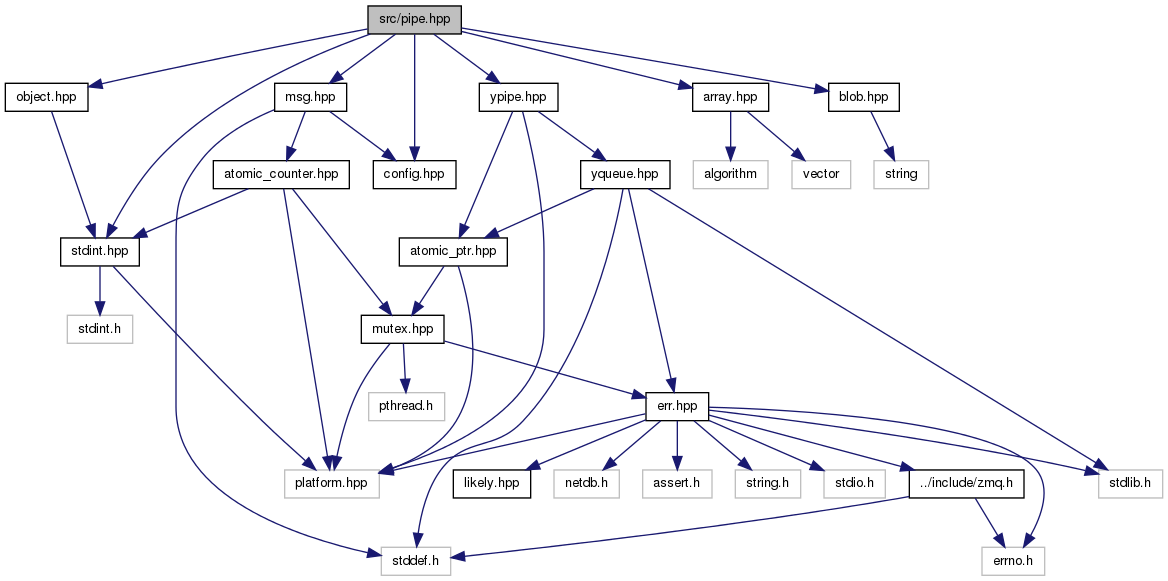 src/pipe.hpp
object.hpp
msg.hpp
ypipe.hpp
array.hpp
blob.hpp
atomic_counter.hpp
config.hpp
yqueue.hpp
algorithm
vector
string
stdint.hpp
atomic_ptr.hpp
stdint.h
mutex.hpp
pthread.h
err.hpp
platform.hpp
likely.hpp
netdb.h
assert.h
string.h
stdio.h
../include/zmq.h
stdlib.h
stddef.h
errno.h